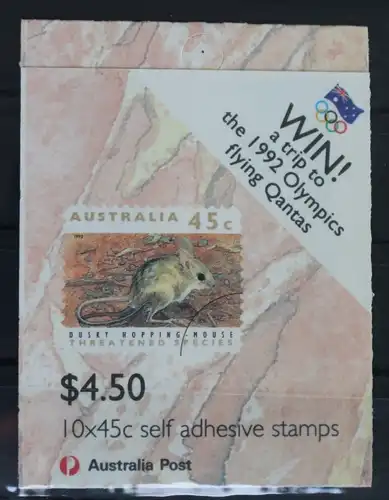 WIN!
a trip to
the 1992 Olympics
flying Qantas
AUSTRALIA 45c
1992
DUSKY HOPPING-MOUSE
THREATENED SPECIES
$4.50
10x45c self adhesive stamps
Australia Post